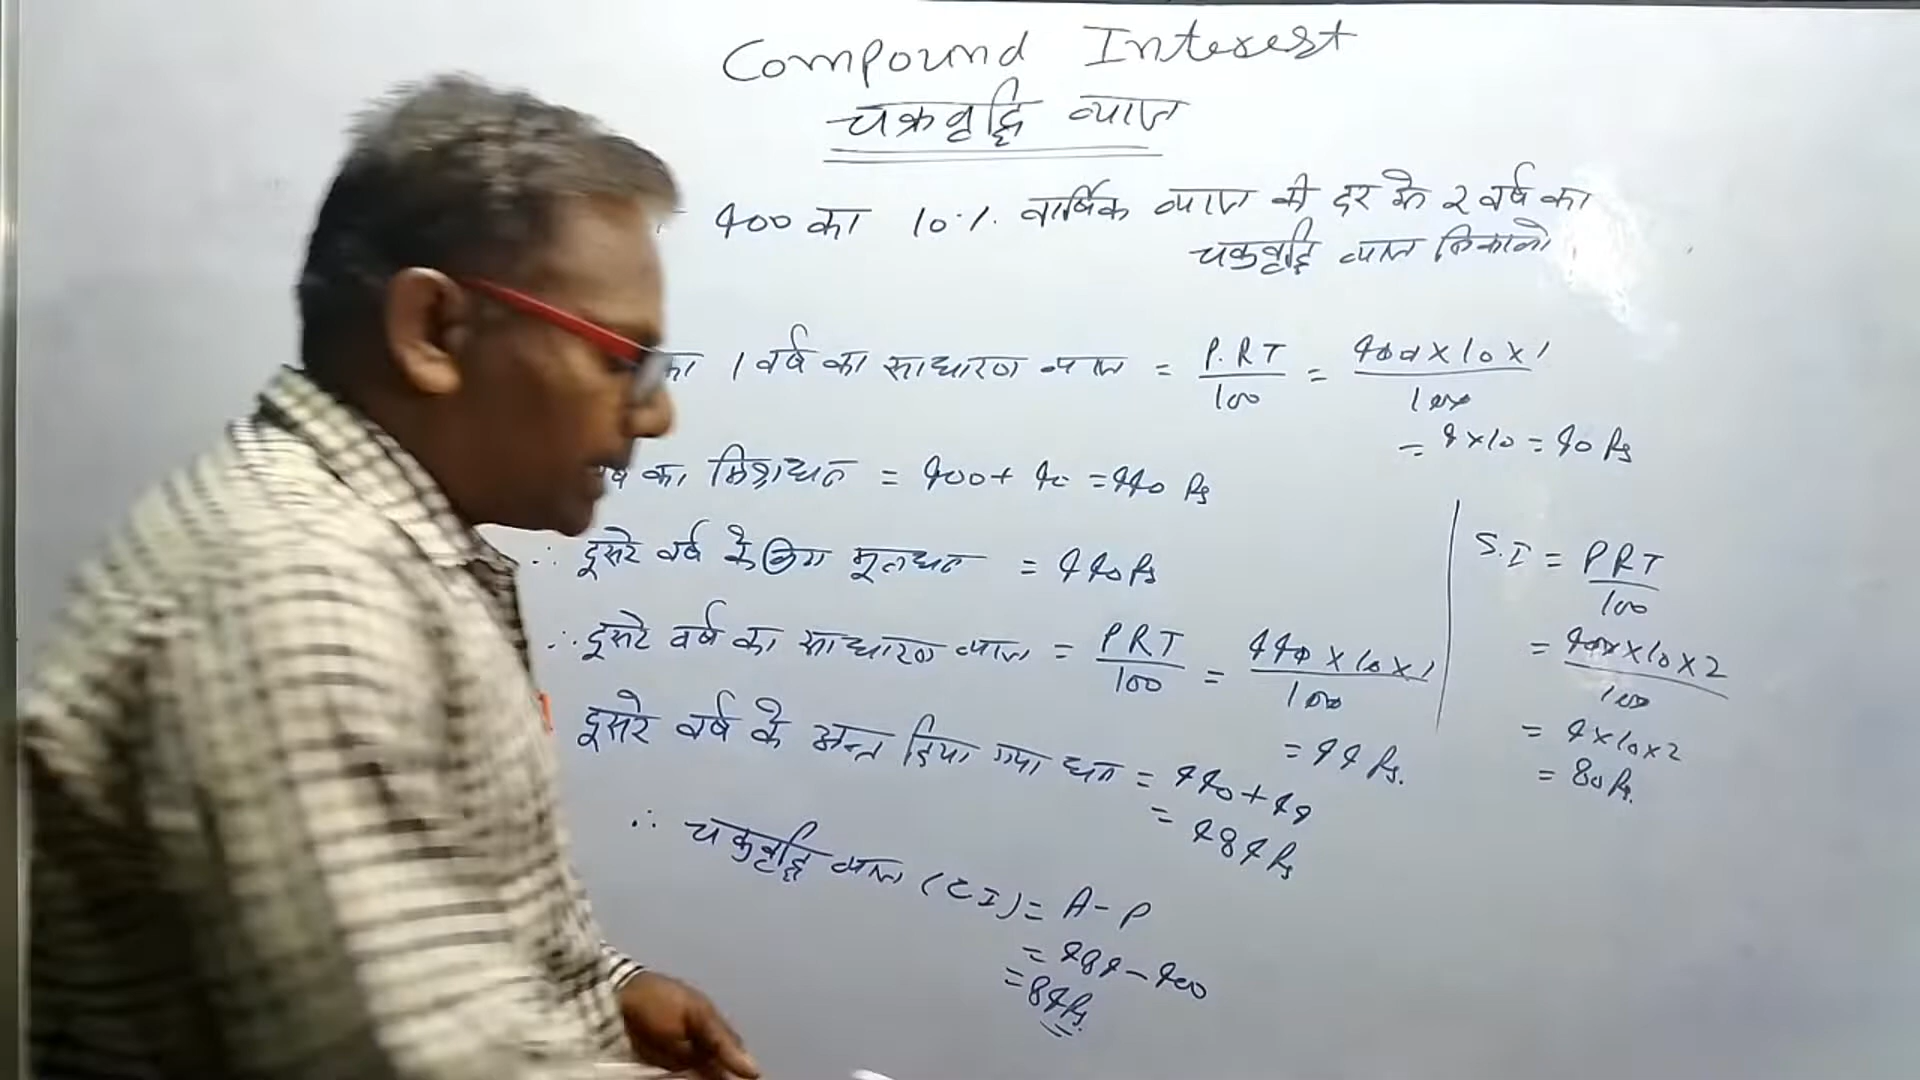 Compound Interest
चक्रवृद्धि ब्याज
400 का 10%. वार्षिक ब्याज की दर से 2 वर्ष का
चक्रवृद्धि ब्याज निकालो
का 1 वर्ष का साधारण ब्याज = P.RT/100 = 400×10×1/100
= 4×10 = 40 Rs
का मिश्रधन = 400 + 40 = 440 Rs
∴ दूसरे वर्ष के लिए मूलधन = 440 Rs
∴ दूसरे वर्ष का साधारण ब्याज = PRT/100 = 440×10×1/100
= 44 Rs.
दूसरे वर्ष के अन्त दिया गया धन = 440+44
= 484 Rs
∴ चक्रवृद्धि ब्याज (CI) = A-P
= 484-400
= 84 Rs.
S.I = PRT/100
= 400×10×2/100
= 4×10×2
= 80 Rs.